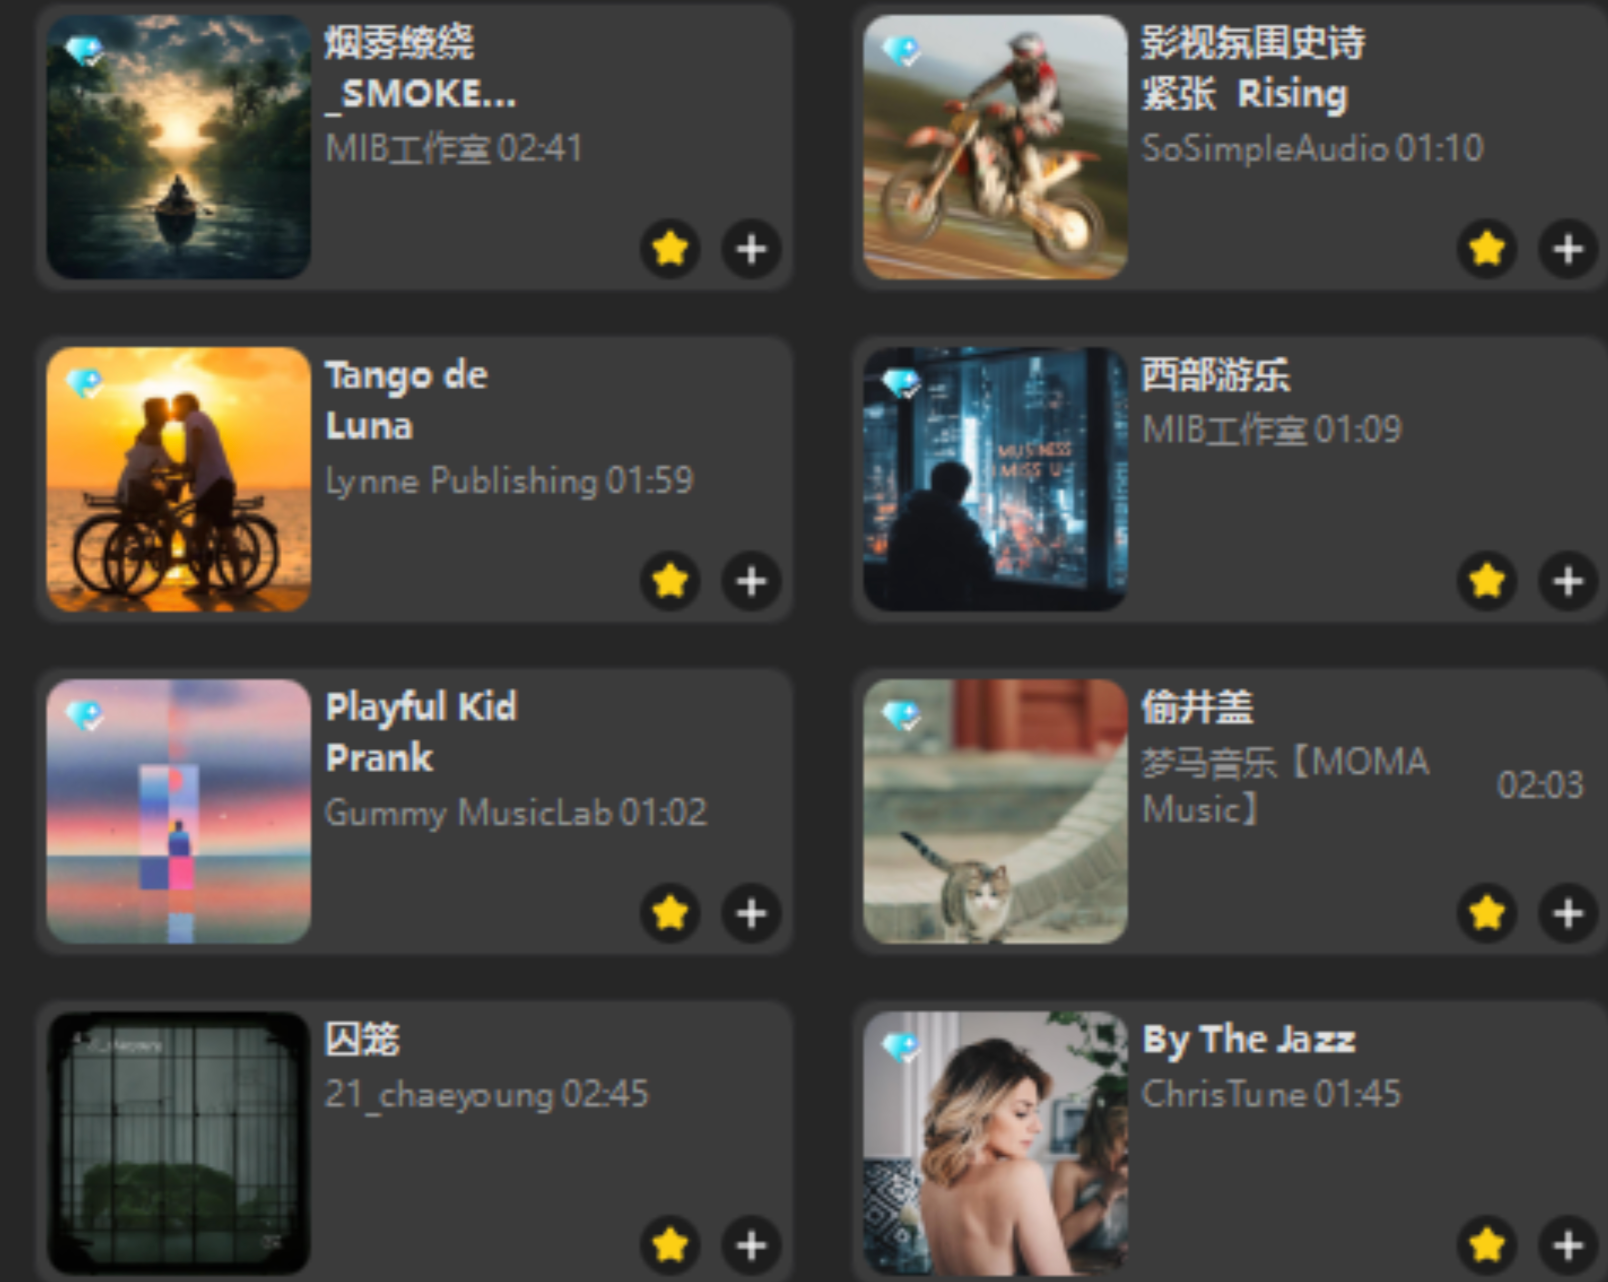 烟雾缭绕
_SMOKE...
MIB工作室 02:41
影视氛围史诗
紧张 Rising
SoSimpleAudio 01:10
Tango de
Luna
Lynne Publishing 01:59
西部游乐
MIB工作室 01:09
MISS U
Playful Kid
Prank
Gummy MusicLab 01:02
偷井盖
梦马音乐【MOMA
Music】
02:03
囚笼
21_chaeyoung 02:45
By The Jazz
ChrisTune 01:45